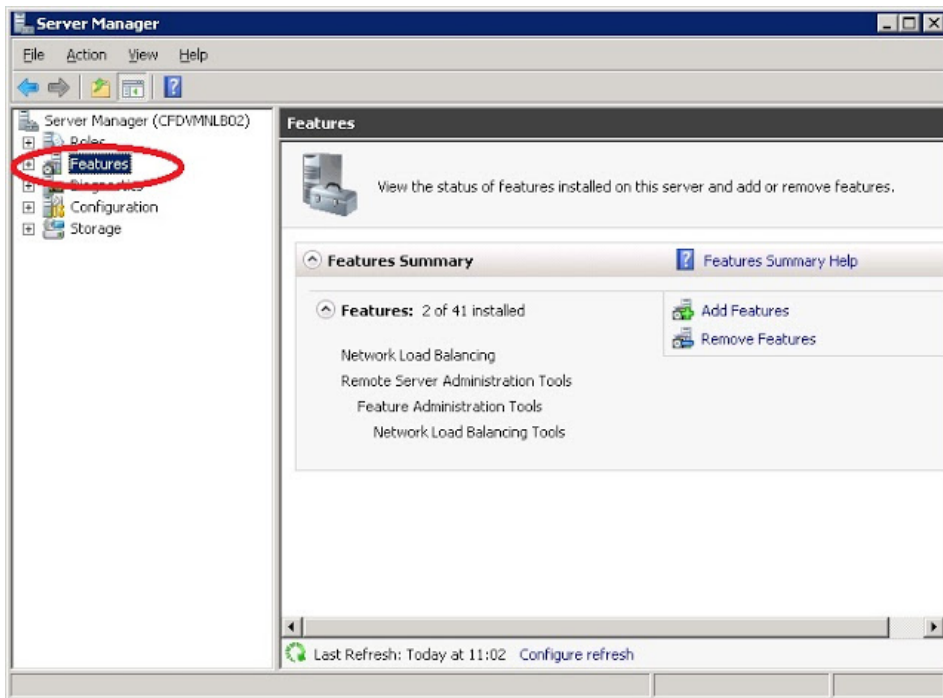 Server Manager
File Action View Help
Server Manager (CFDVMNLB02)
Roles
Features
Diagnostics
Configuration
Storage
Features
View the status of features installed on this server and add or remove features.
Features Summary
Features Summary Help
Features: 2 of 41 installed
Add Features
Remove Features
Network Load Balancing
Remote Server Administration Tools
Feature Administration Tools
Network Load Balancing Tools
Last Refresh: Today at 11:02 Configure refresh